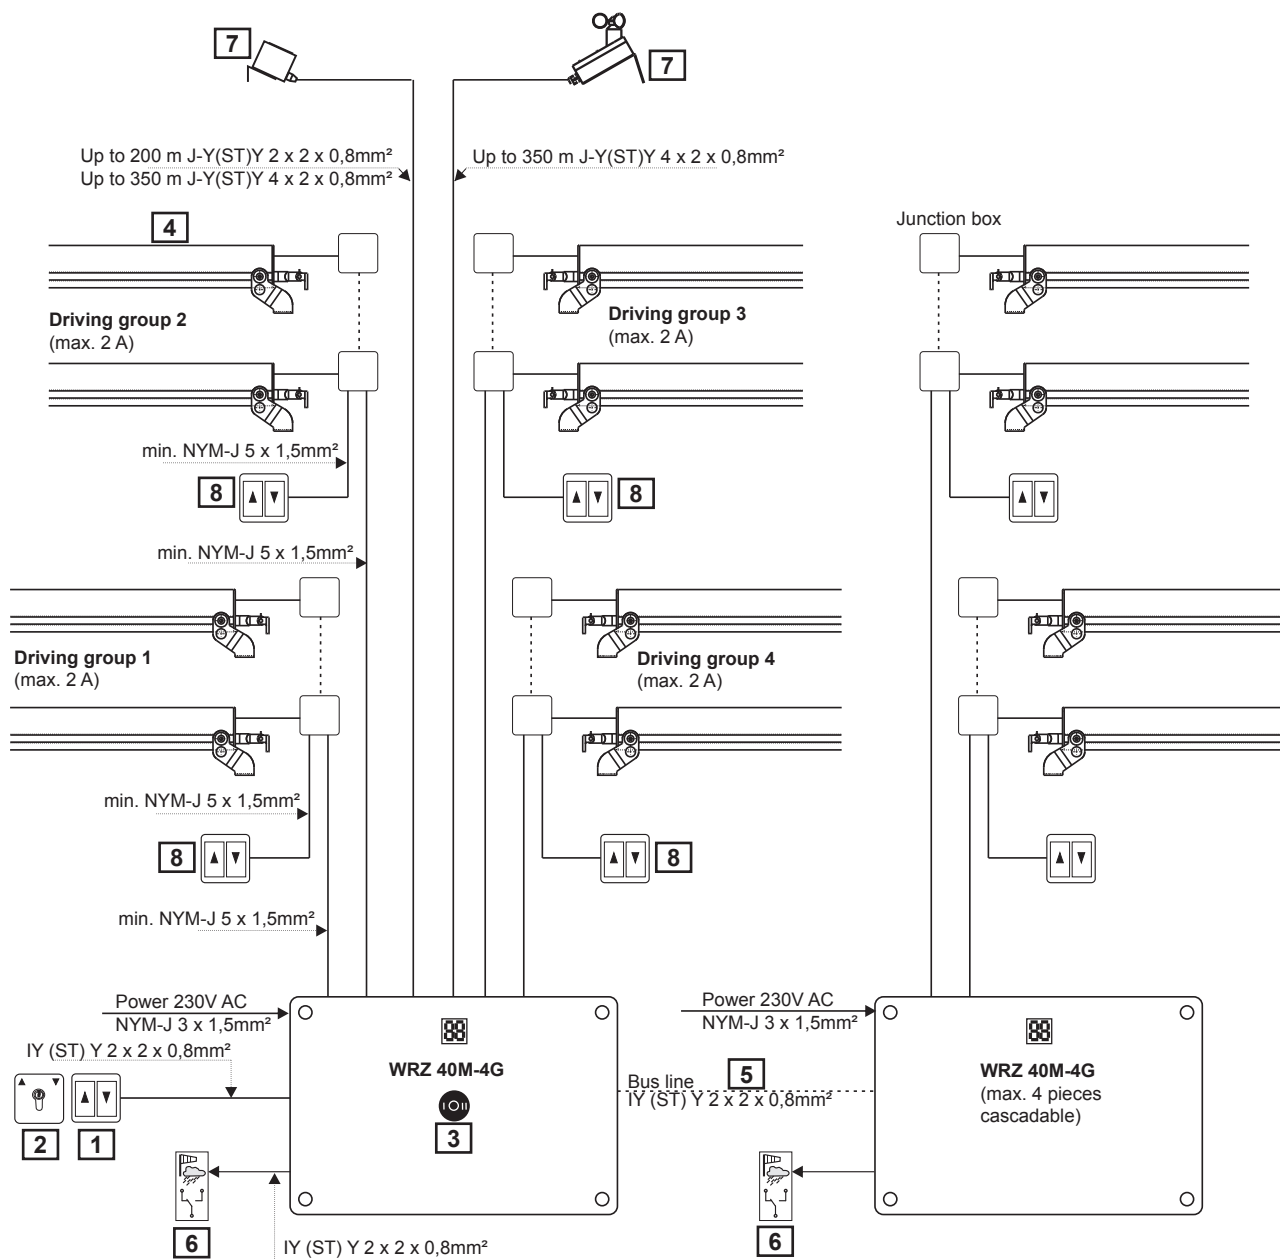 7
7
Up to 200 m J-Y(ST)Y 2 x 2 x 0,8mm²
Up to 350 m J-Y(ST)Y 4 x 2 x 0,8mm²
Up to 350 m J-Y(ST)Y 4 x 2 x 0,8mm²
4
Junction box
Driving group 2
(max. 2 A)
Driving group 3
(max. 2 A)
min. NYM-J 5 x 1,5mm²
8
8
min. NYM-J 5 x 1,5mm²
Driving group 1
(max. 2 A)
Driving group 4
(max. 2 A)
min. NYM-J 5 x 1,5mm²
8
8
min. NYM-J 5 x 1,5mm²
Power 230V AC
NYM-J 3 x 1,5mm²
Power 230V AC
NYM-J 3 x 1,5mm²
88
88
IY (ST) Y 2 x 2 x 0,8mm²
WRZ 40M-4G
WRZ 40M-4G
(max. 4 pieces
cascadable)
Bus line
5
IY (ST) Y 2 x 2 x 0,8mm²
I O II
2
1
3
6
IY (ST) Y 2 x 2 x 0,8mm²
6